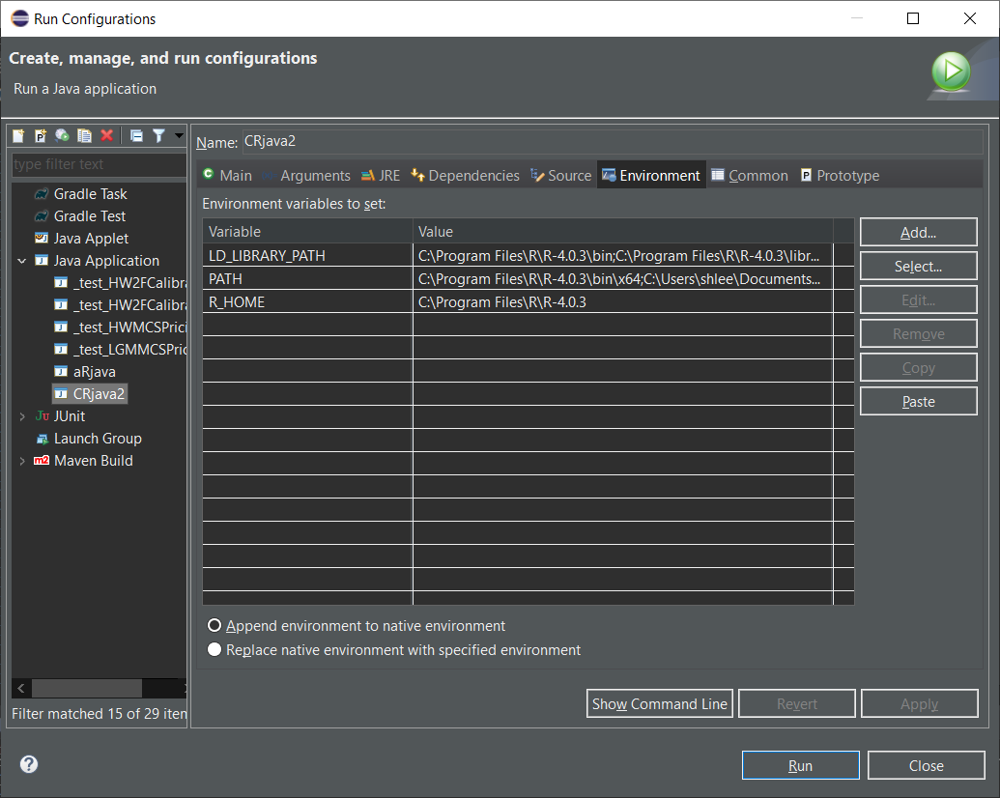 Run Configurations
Create, manage, and run configurations
Run a Java application
Name: CRjava2
type filter text
Main Arguments JRE Dependencies Source Environment Common Prototype
Gradle Task
Gradle Test
Java Applet
Java Application
_test_HW2FCalibra
_test_HW2FCalibra
_test_HWMCSPrici
_test_LGMMCSPric
aRjava
CRjava2
JUnit
Launch Group
Maven Build
Filter matched 15 of 29 iten
Environment variables to set:
Variable Value
LD_LIBRARY_PATH C:\Program Files\R\R-4.0.3\bin;C:\Program Files\R\R-4.0.3\libr...
PATH C:\Program Files\R\R-4.0.3\bin\x64;C:\Users\shlee\Documents...
R_HOME C:\Program Files\R\R-4.0.3
Add...
Select...
Edit...
Remove
Copy
Paste
Append environment to native environment
Replace native environment with specified environment
Show Command Line Revert Apply
Run Close